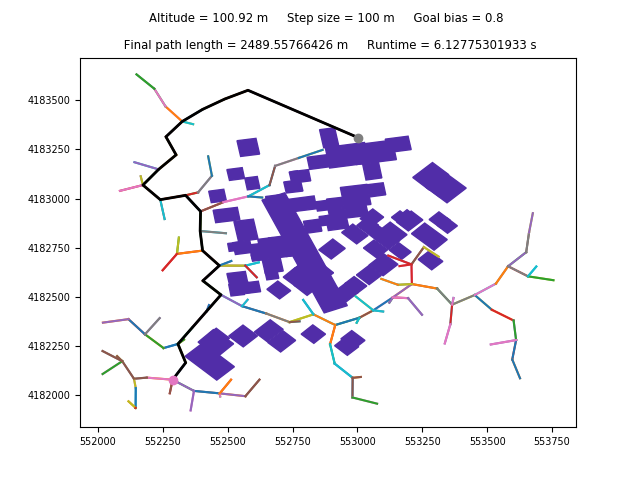 Altitude = 100.92 m     Step size = 100 m     Goal bias = 0.8
Final path length = 2489.55766426 m     Runtime = 6.12775301933 s
4183500
4183250
4183000
4182750
4182500
4182250
4182000
552000 552250 552500 552750 553000 553250 553500 553750